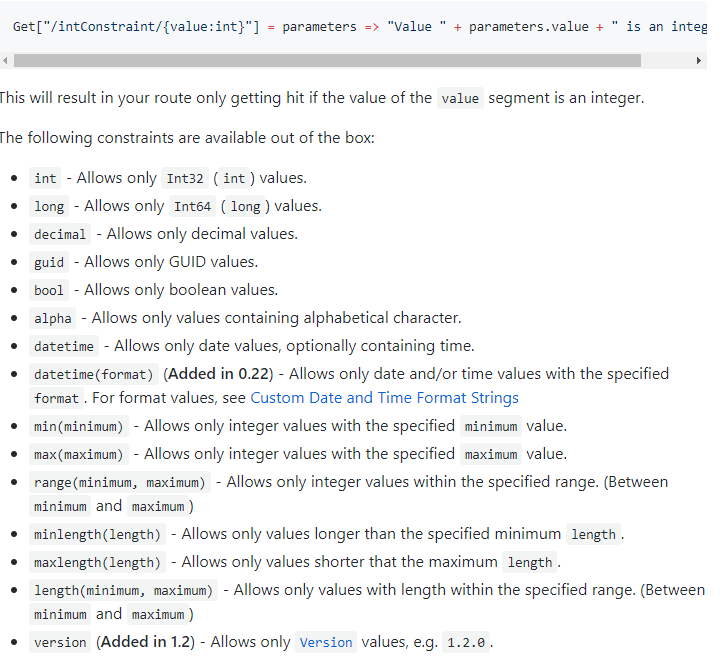 Get["/intConstraint/{value:int}"] = parameters => "Value " + parameters.value + " is an integ
This will result in your route only getting hit if the value of the value segment is an integer.
The following constraints are available out of the box:
• int - Allows only Int32 ( int ) values.
• long - Allows only Int64 ( long ) values.
• decimal - Allows only decimal values.
• guid - Allows only GUID values.
• bool - Allows only boolean values.
• alpha - Allows only values containing alphabetical character.
• datetime - Allows only date values, optionally containing time.
• datetime(format) (Added in 0.22) - Allows only date and/or time values with the specified
format . For format values, see Custom Date and Time Format Strings
• min(minimum) - Allows only integer values with the specified minimum value.
• max(maximum) - Allows only integer values with the specified maximum value.
• range(minimum, maximum) - Allows only integer values within the specified range. (Between
minimum and maximum )
• minlength(length) - Allows only values longer than the specified minimum length .
• maxlength(length) - Allows only values shorter that the maximum length .
• length(minimum, maximum) - Allows only values with length within the specified range. (Between
minimum and maximum )
• version (Added in 1.2) - Allows only Version values, e.g. 1.2.0 .